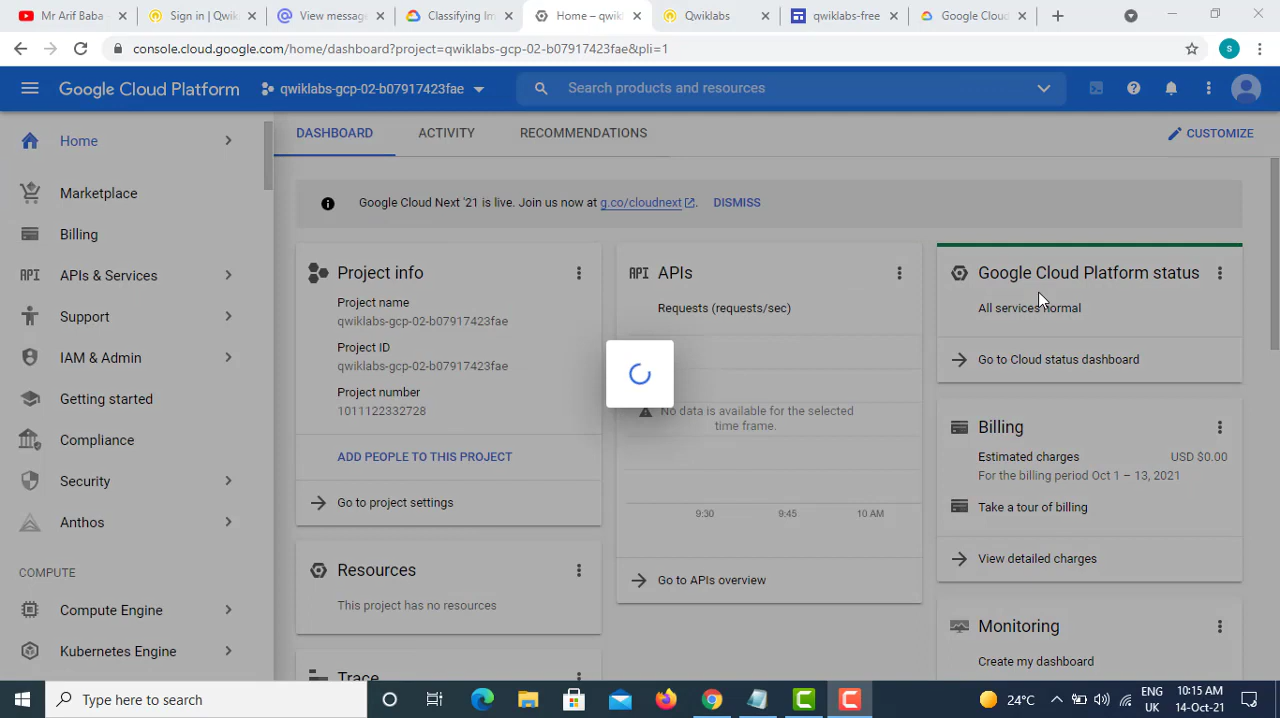 Mr Arif Baba -
Sign in | Qwik
View messag
Classifying Im
Home – qwik
Qwiklabs
qwiklabs-free
Google Cloud
console.cloud.google.com/home/dashboard?project=qwiklabs-gcp-02-b07917423fae&pli=1
s
Google Cloud Platform
qwiklabs-gcp-02-b07917423fae
Search products and resources
Home
Marketplace
Billing
API
APIs & Services
Support
IAM & Admin
Getting started
Compliance
Security
Anthos
COMPUTE
Compute Engine
Kubernetes Engine
DASHBOARD
ACTIVITY
RECOMMENDATIONS
CUSTOMIZE
Google Cloud Next '21 is live. Join us now at g.co/cloudnext. DISMISS
Project info
Project name
qwiklabs-gcp-02-b07917423fae
Project ID
qwiklabs-gcp-02-b07917423fae
Project number
1011122332728
ADD PEOPLE TO THIS PROJECT
Go to project settings
Resources
This project has no resources
Trace
API
APIs
Requests (requests/sec)
No data is available for the selected
time frame.
9:30
9:45
10 AM
Go to APIs overview
Google Cloud Platform status
All services normal
Go to Cloud status dashboard
Billing
Estimated charges
USD $0.00
For the billing period Oct 1 – 13, 2021
Take a tour of billing
View detailed charges
Monitoring
Create my dashboard
Type here to search
24°C
ENG
UK
10:15 AM
14-Oct-21